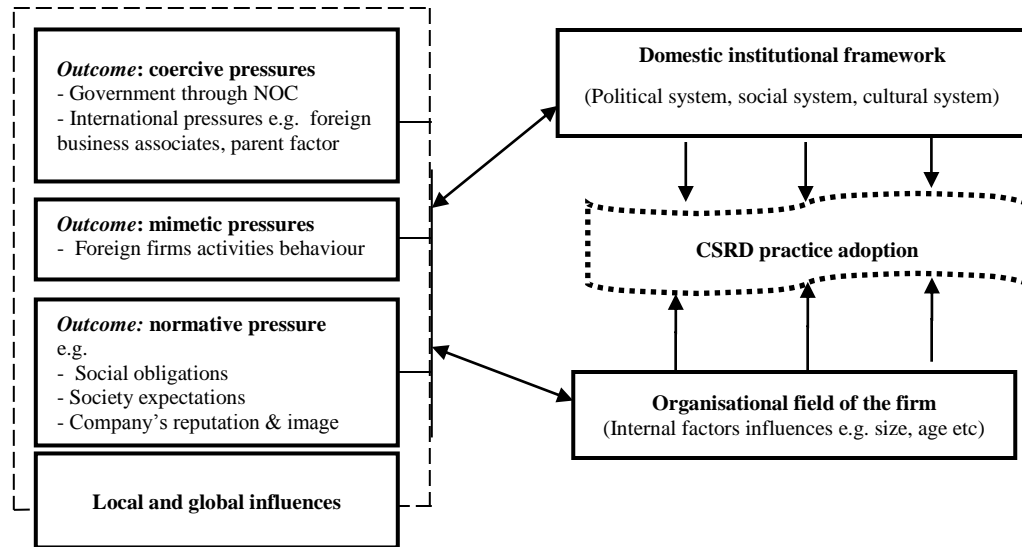 Outcome: coercive pressures
- Government through NOC
- International pressures e.g. foreign
business associates, parent factor
Outcome: mimetic pressures
- Foreign firms activities behaviour
Outcome: normative pressure
e.g.
- Social obligations
- Society expectations
- Company's reputation & image
Local and global influences
Domestic institutional framework
(Political system, social system, cultural system)
CSRD practice adoption
Organisational field of the firm
(Internal factors influences e.g. size, age etc)